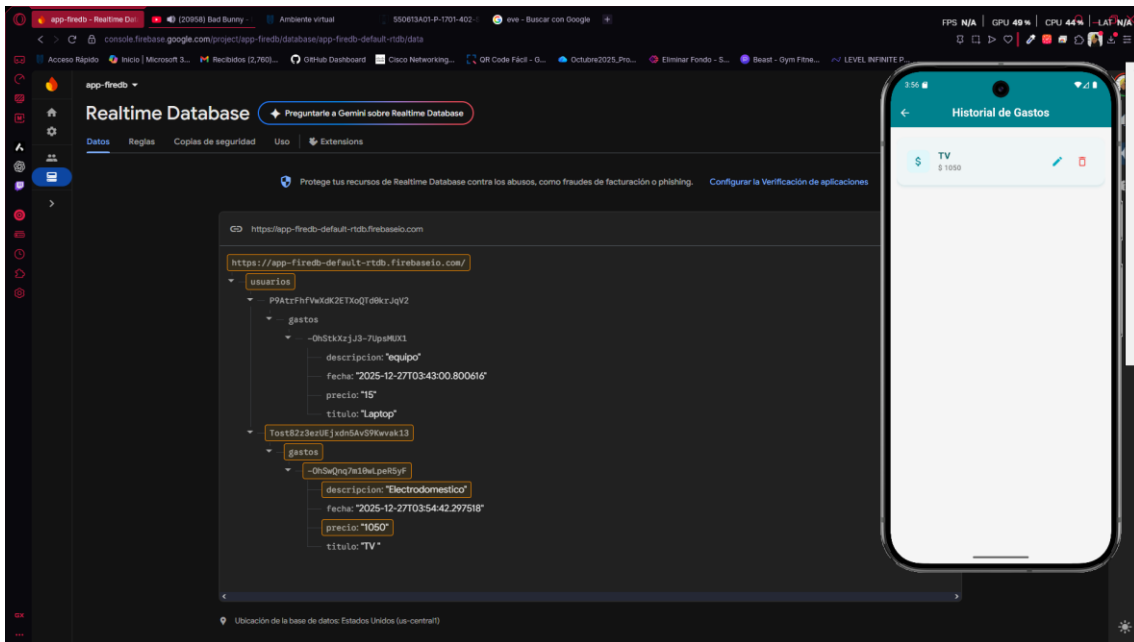 app-firedb - Realtime Dat
(20958) Bad Bunny -
Ambiente virtual
550613A01-P-1701-402-
eve - Buscar con Google
FPS N/A
GPU 49 %
CPU 44 %
LAT N/A
console.firebase.google.com/project/app-firedb/database/app-firedb-default-rtdb/data
Acceso Rápido
Inicio | Microsoft 3...
Recibidos (2,760)...
GitHub Dashboard
Cisco Networking...
QR Code Fácil - G...
Octubre2025_Pro...
Eliminar Fondo - S...
Beast - Gym Fitne...
LEVEL INFINITE P...
app-firedb
Realtime Database
Preguntarle a Gemini sobre Realtime Database
Datos
Reglas
Copias de seguridad
Uso
Extensions
Protege tus recursos de Realtime Database contra los abusos, como fraudes de facturación o phishing.
Configurar la Verificación de aplicaciones
https://app-firedb-default-rtdb.firebaseio.com
https://app-firedb-default-rtdb.firebaseio.com/
usuarios
P9AtrFhfVwXdK2ETXoQTd0krJqV2
gastos
-OhStkXzjJ3-7UpsMUX1
descripcion: "equipo"
fecha: "2025-12-27T03:43:00.800616"
precio: "15"
titulo: "Laptop"
Tost82z3ezUEjxdn5AvS9Kwvak13
gastos
-OhSwQnq7m10wLpeR5yF
descripcion: "Electrodomestico"
fecha: "2025-12-27T03:54:42.297518"
precio: "1050"
titulo: "TV "
Ubicación de la base de datos: Estados Unidos (us-central1)
GX
3:56
Historial de Gastos
$
TV
$ 1050